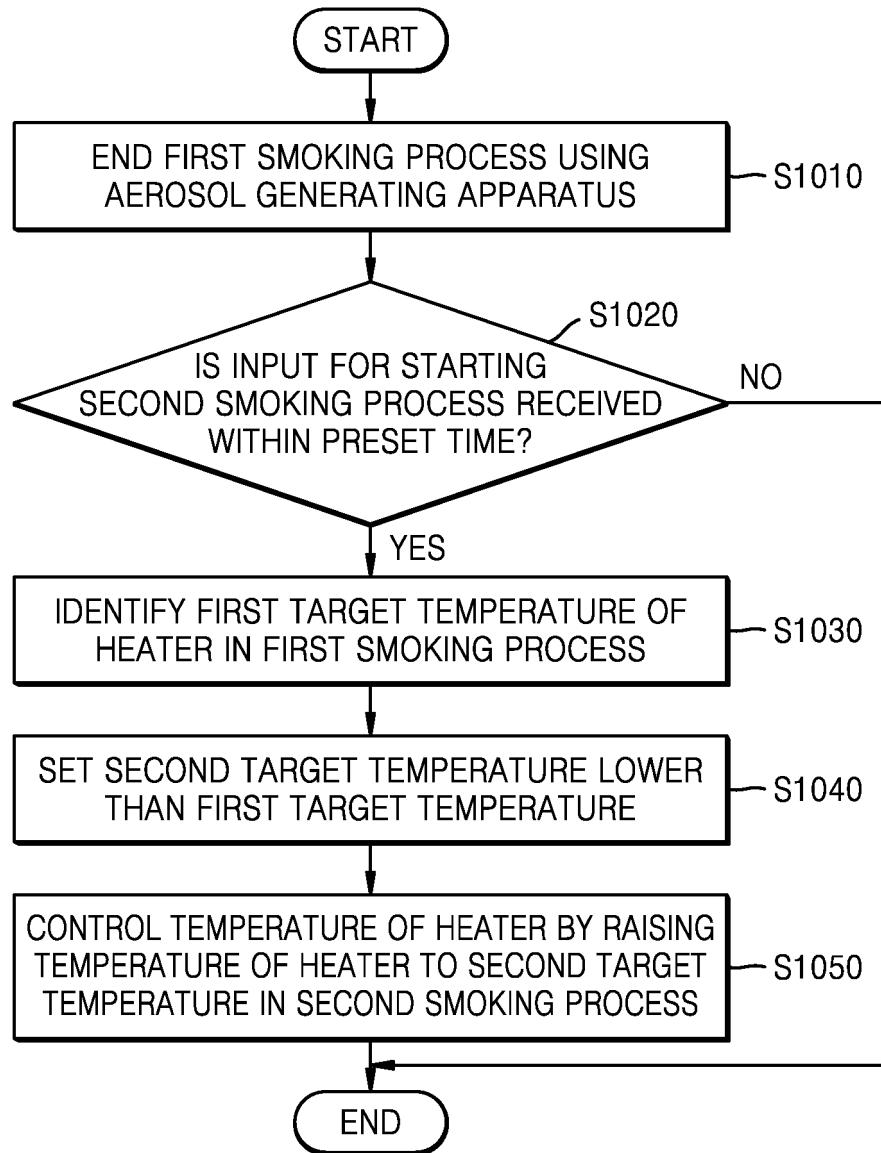 START
END FIRST SMOKING PROCESS USING
AEROSOL GENERATING APPARATUS
S1010
S1020
IS INPUT FOR STARTING
SECOND SMOKING PROCESS RECEIVED
WITHIN PRESET TIME?
NO
YES
IDENTIFY FIRST TARGET TEMPERATURE OF
HEATER IN FIRST SMOKING PROCESS
S1030
SET SECOND TARGET TEMPERATURE LOWER
THAN FIRST TARGET TEMPERATURE
S1040
CONTROL TEMPERATURE OF HEATER BY RAISING
TEMPERATURE OF HEATER TO SECOND TARGET
TEMPERATURE IN SECOND SMOKING PROCESS
S1050
END